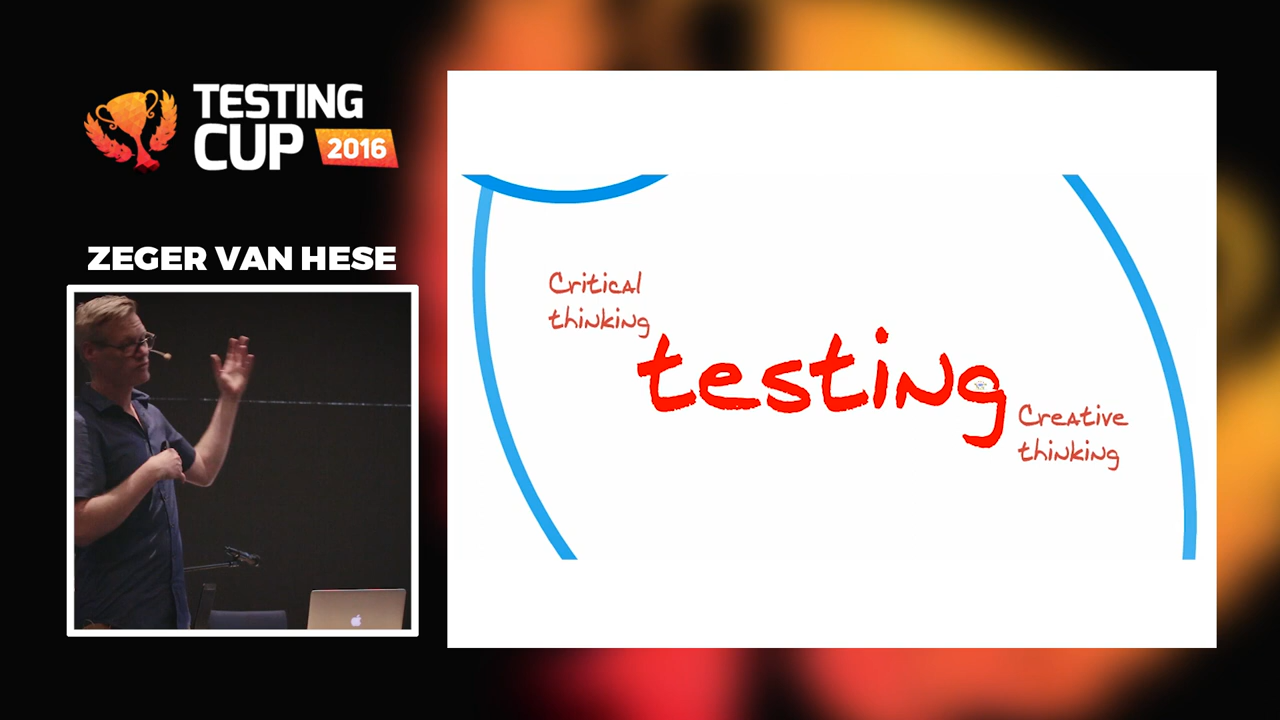 TESTING
CUP 2016
ZEGER VAN HESE
Critical
thinking
testing
Creative
thinking